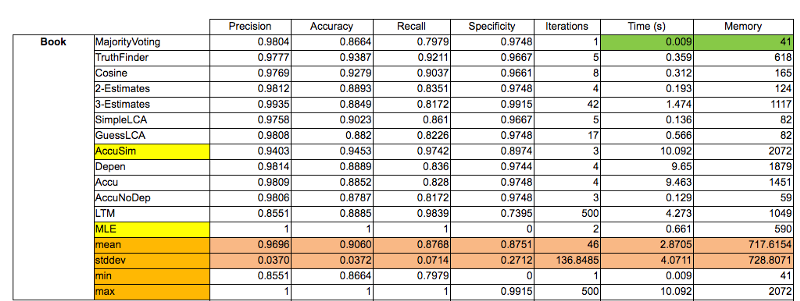 Precision Accuracy Recall Specificity Iterations Time (s) Memory
Book MajorityVoting 0.9804 0.8664 0.7979 0.9748 1 0.009 41
TruthFinder 0.9777 0.9387 0.9211 0.9667 5 0.359 618
Cosine 0.9769 0.9279 0.9037 0.9661 8 0.312 165
2-Estimates 0.9812 0.8893 0.8351 0.9748 4 0.193 124
3-Estimates 0.9935 0.8849 0.8172 0.9915 42 1.474 1117
SimpleLCA 0.9758 0.9023 0.861 0.9667 5 0.136 82
GuessLCA 0.9808 0.882 0.8226 0.9748 17 0.566 82
AccuSim 0.9403 0.9453 0.9742 0.8974 3 10.092 2072
Depen 0.9814 0.8889 0.836 0.9744 4 9.65 1879
Accu 0.9809 0.8852 0.828 0.9748 4 9.463 1451
AccuNoDep 0.9806 0.8787 0.8172 0.9748 3 0.129 59
LTM 0.8551 0.8885 0.9839 0.7395 500 4.273 1049
MLE 1 1 1 0 2 0.661 590
mean 0.9696 0.9060 0.8768 0.8751 46 2.8705 717.6154
stddev 0.0370 0.0372 0.0714 0.2712 136.8485 4.0711 728.8071
min 0.8551 0.8664 0.7979 0 1 0.009 41
max 1 1 1 0.9915 500 10.092 2072